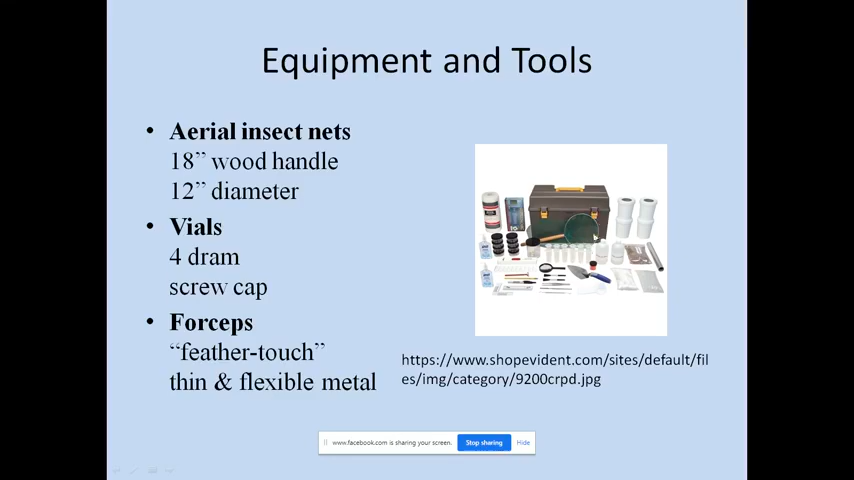 Equipment and Tools
• Aerial insect nets
18” wood handle
12” diameter
• Vials
4 dram
screw cap
• Forceps
“feather-touch”
thin & flexible metal
https://www.shopevident.com/sites/default/fil
es/img/category/9200crpd.jpg
www.facebook.com is sharing your screen.
Stop sharing
Hide